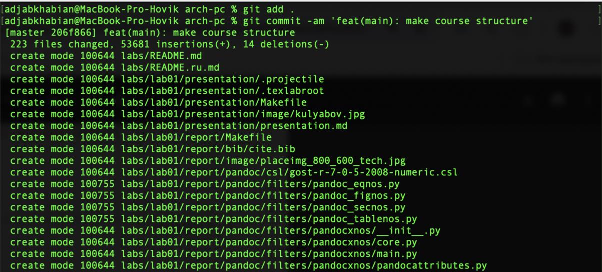 [adjabkhabian@MacBook-Pro-Hovik arch-pc % git add .
[adjabkhabian@MacBook-Pro-Hovik arch-pc % git commit -am 'feat(main): make course structure'
[master 206f866] feat(main): make course structure
223 files changed, 53681 insertions(+), 14 deletions(-)
create mode 100644 labs/README.md
create mode 100644 labs/README.ru.md
create mode 100644 labs/lab01/presentation/.projectile
create mode 100644 labs/lab01/presentation/.texlabroot
create mode 100644 labs/lab01/presentation/Makefile
create mode 100644 labs/lab01/presentation/image/kulyabov.jpg
create mode 100644 labs/lab01/presentation/presentation.md
create mode 100644 labs/lab01/report/Makefile
create mode 100644 labs/lab01/report/bib/cite.bib
create mode 100644 labs/lab01/report/image/placeimg_800_600_tech.jpg
create mode 100644 labs/lab01/report/pandoc/csl/gost-r-7-0-5-2008-numeric.csl
create mode 100755 labs/lab01/report/pandoc/filters/pandoc_eqnos.py
create mode 100755 labs/lab01/report/pandoc/filters/pandoc_fignos.py
create mode 100755 labs/lab01/report/pandoc/filters/pandoc_secnos.py
create mode 100755 labs/lab01/report/pandoc/filters/pandoc_tablenos.py
create mode 100644 labs/lab01/report/pandoc/filters/pandocxnos/__init__.py
create mode 100644 labs/lab01/report/pandoc/filters/pandocxnos/core.py
create mode 100644 labs/lab01/report/pandoc/filters/pandocxnos/main.py
create mode 100644 labs/lab01/report/pandoc/filters/pandocxnos/pandocattributes.py